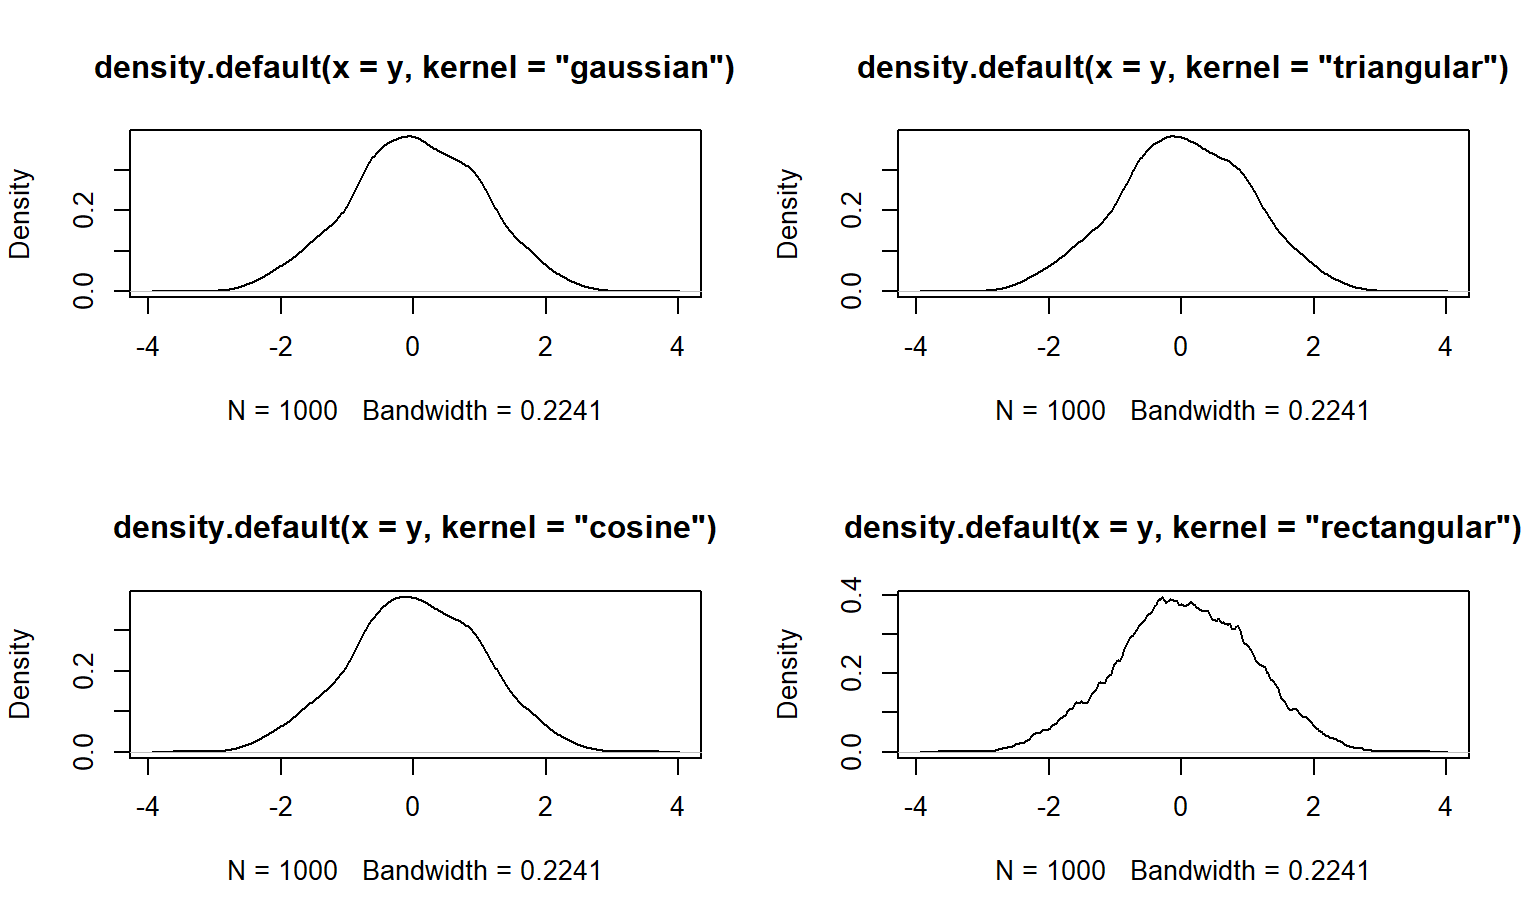 density.default(x = y, kernel = "gaussian")
Density
0.0 0.2
-4 -2 0 2 4
N = 1000 Bandwidth = 0.2241
density.default(x = y, kernel = "triangular")
Density
0.0 0.2
-4 -2 0 2 4
N = 1000 Bandwidth = 0.2241
density.default(x = y, kernel = "cosine")
Density
0.0 0.2
-4 -2 0 2 4
N = 1000 Bandwidth = 0.2241
density.default(x = y, kernel = "rectangular")
Density
0.0 0.2 0.4
-4 -2 0 2 4
N = 1000 Bandwidth = 0.2241